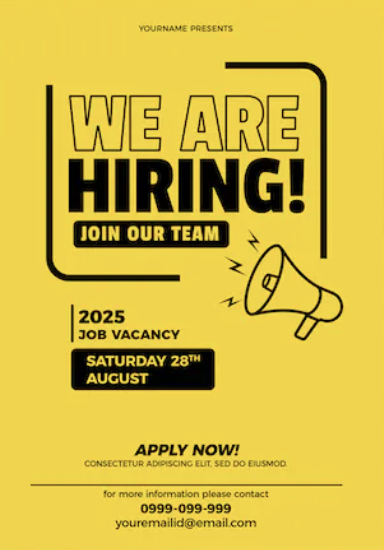 YOURNAME PRESENTS
WE ARE
HIRING!
JOIN OUR TEAM
2025
JOB VACANCY
SATURDAY 28TH
AUGUST
APPLY NOW!
CONSECTETUR ADIPISCING ELIT, SED DO EIUSMOD.
for more information please contact
0999-099-999
youremailid@email.com